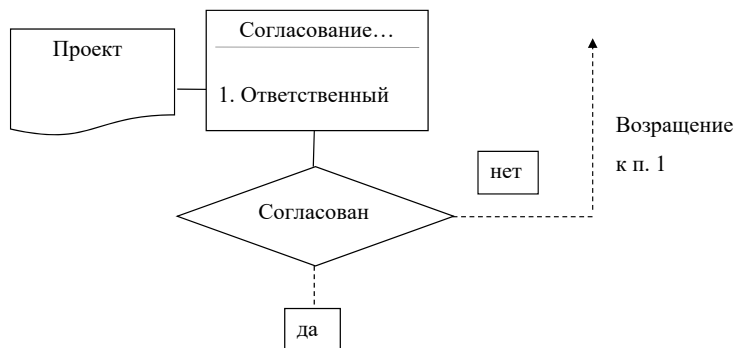 Проект
Согласование…
1. Ответственный
Возращение
к п. 1
нет
Согласован
да